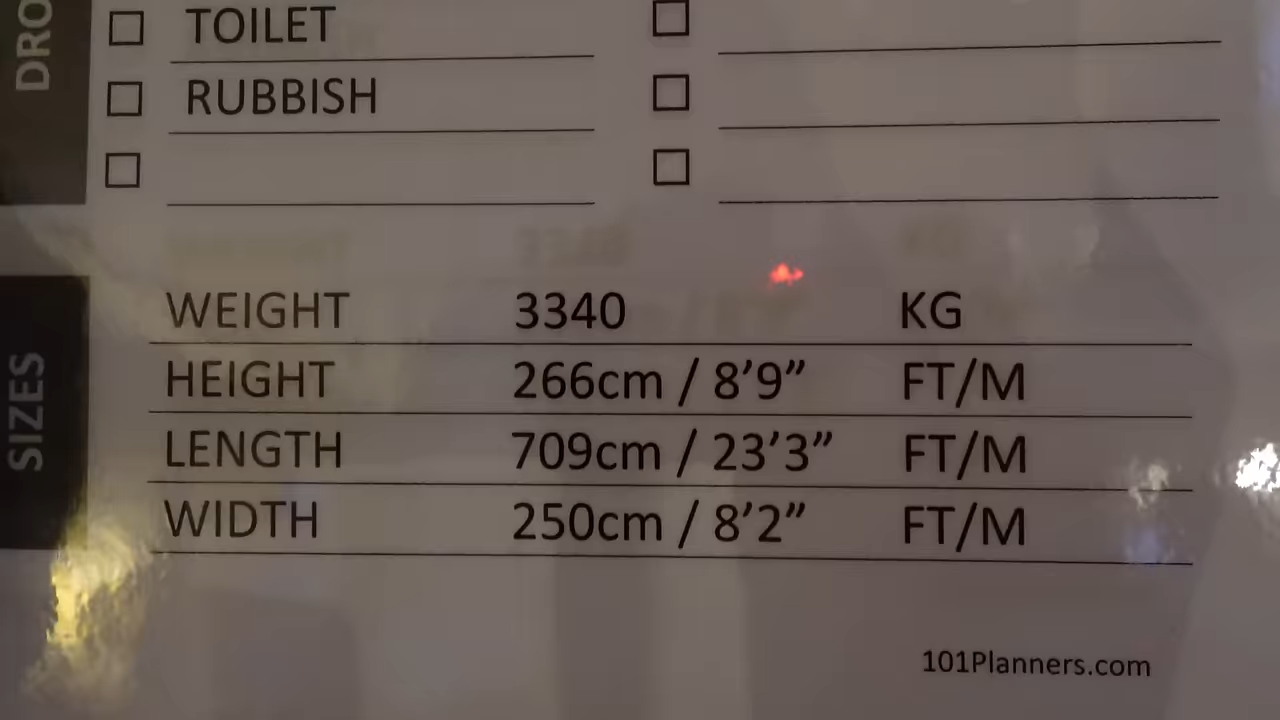 DRO
TOILET
RUBBISH
SIZES
WEIGHT 3340 KG
HEIGHT 266cm / 8’9” FT/M
LENGTH 709cm / 23’3” FT/M
WIDTH 250cm / 8’2” FT/M
101Planners.com